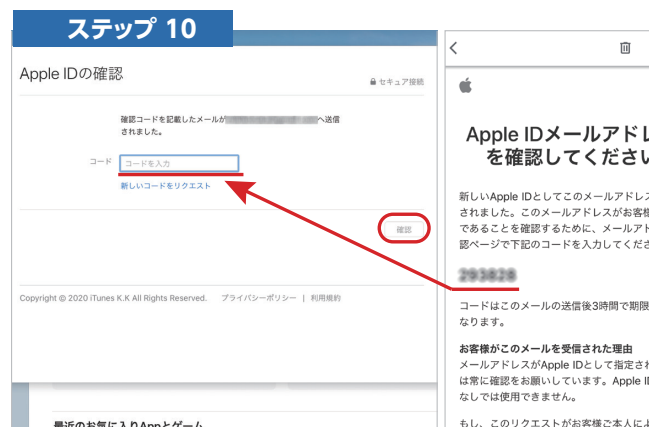 ステップ 10
Apple IDの確認
セキュア接続
確認コードを記載したメールが
へ送信
されました。
コード
コードを入力
新しいコードをリクエスト
確認
Copyright @ 2020 iTunes K.K All Rights Reserved. プライバシーポリシー | 利用規約
最近のお気に入りAppとゲーム
Apple IDメールアドレ
を確認してください
新しいApple IDとしてこのメールアドレス
されました。このメールアドレスがお客様
であることを確認するために、メールアド
認ページで下記のコードを入力してくださ
コードはこのメールの送信後3時間で期限
なります。
お客様がこのメールを受信された理由
メールアドレスがApple IDとして指定され
は常に確認をお願いしています。Apple ID
なしでは使用できません。
もし、このリクエストがお客様ご本人によ